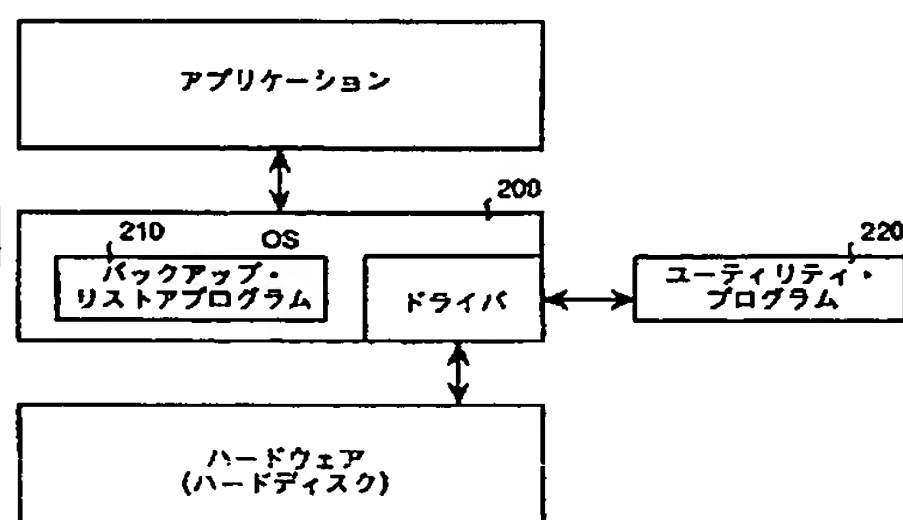 アプリケーション
200
210
OS
220
バックアップ・
リストアプログラム
ドライバ
ユーティリティ・
プログラム
ハードウェア
(ハードディスク)